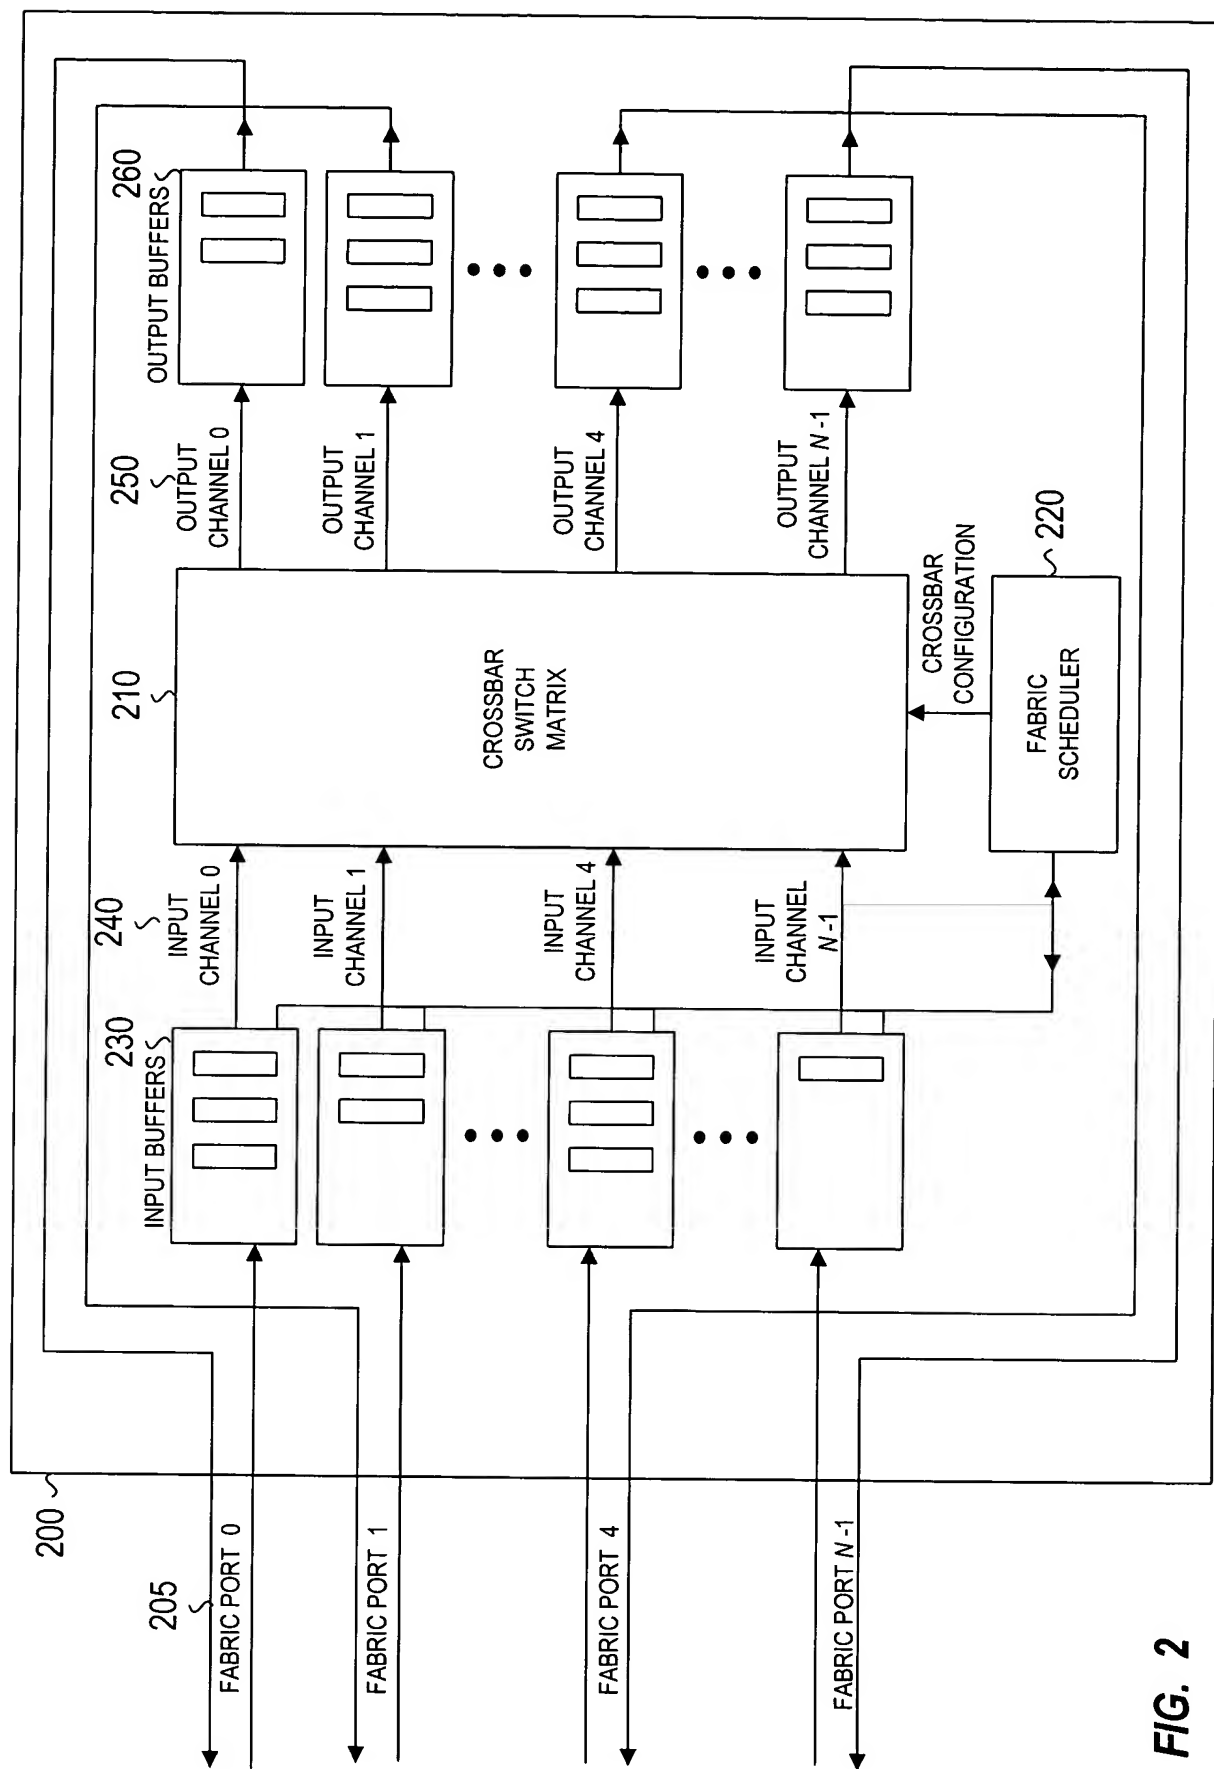 200
205
FABRIC PORT 0
FABRIC PORT 1
FABRIC PORT 4
FABRIC PORT N-1
230
INPUT BUFFERS
240
INPUT
CHANNEL 0
INPUT
CHANNEL 1
INPUT
CHANNEL 4
INPUT
CHANNEL
N-1
210
CROSSBAR
SWITCH
MATRIX
250
OUTPUT
CHANNEL 0
OUTPUT
CHANNEL 1
OUTPUT
CHANNEL 4
OUTPUT
CHANNEL N-1
260
OUTPUT BUFFERS
CROSSBAR
CONFIGURATION
220
FABRIC
SCHEDULER
FIG. 2